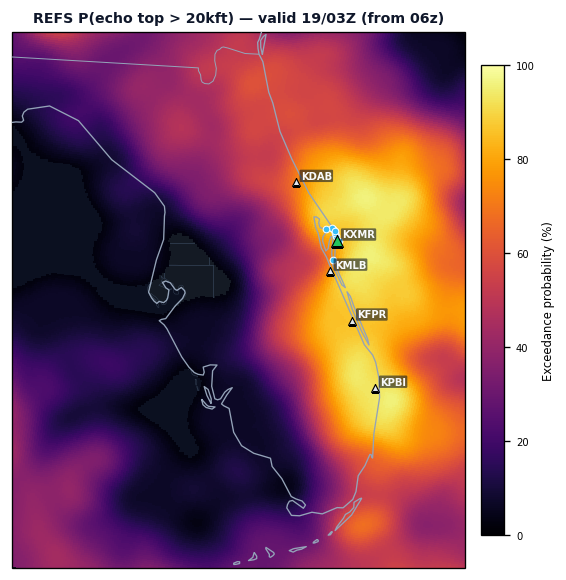 REFS P(echo top > 20kft) — valid 19/03Z (from 06z)
KDAB
KXMR
KMLB
KFPR
KPBI
100
80
60
40
20
0
Exceedance probability (%)